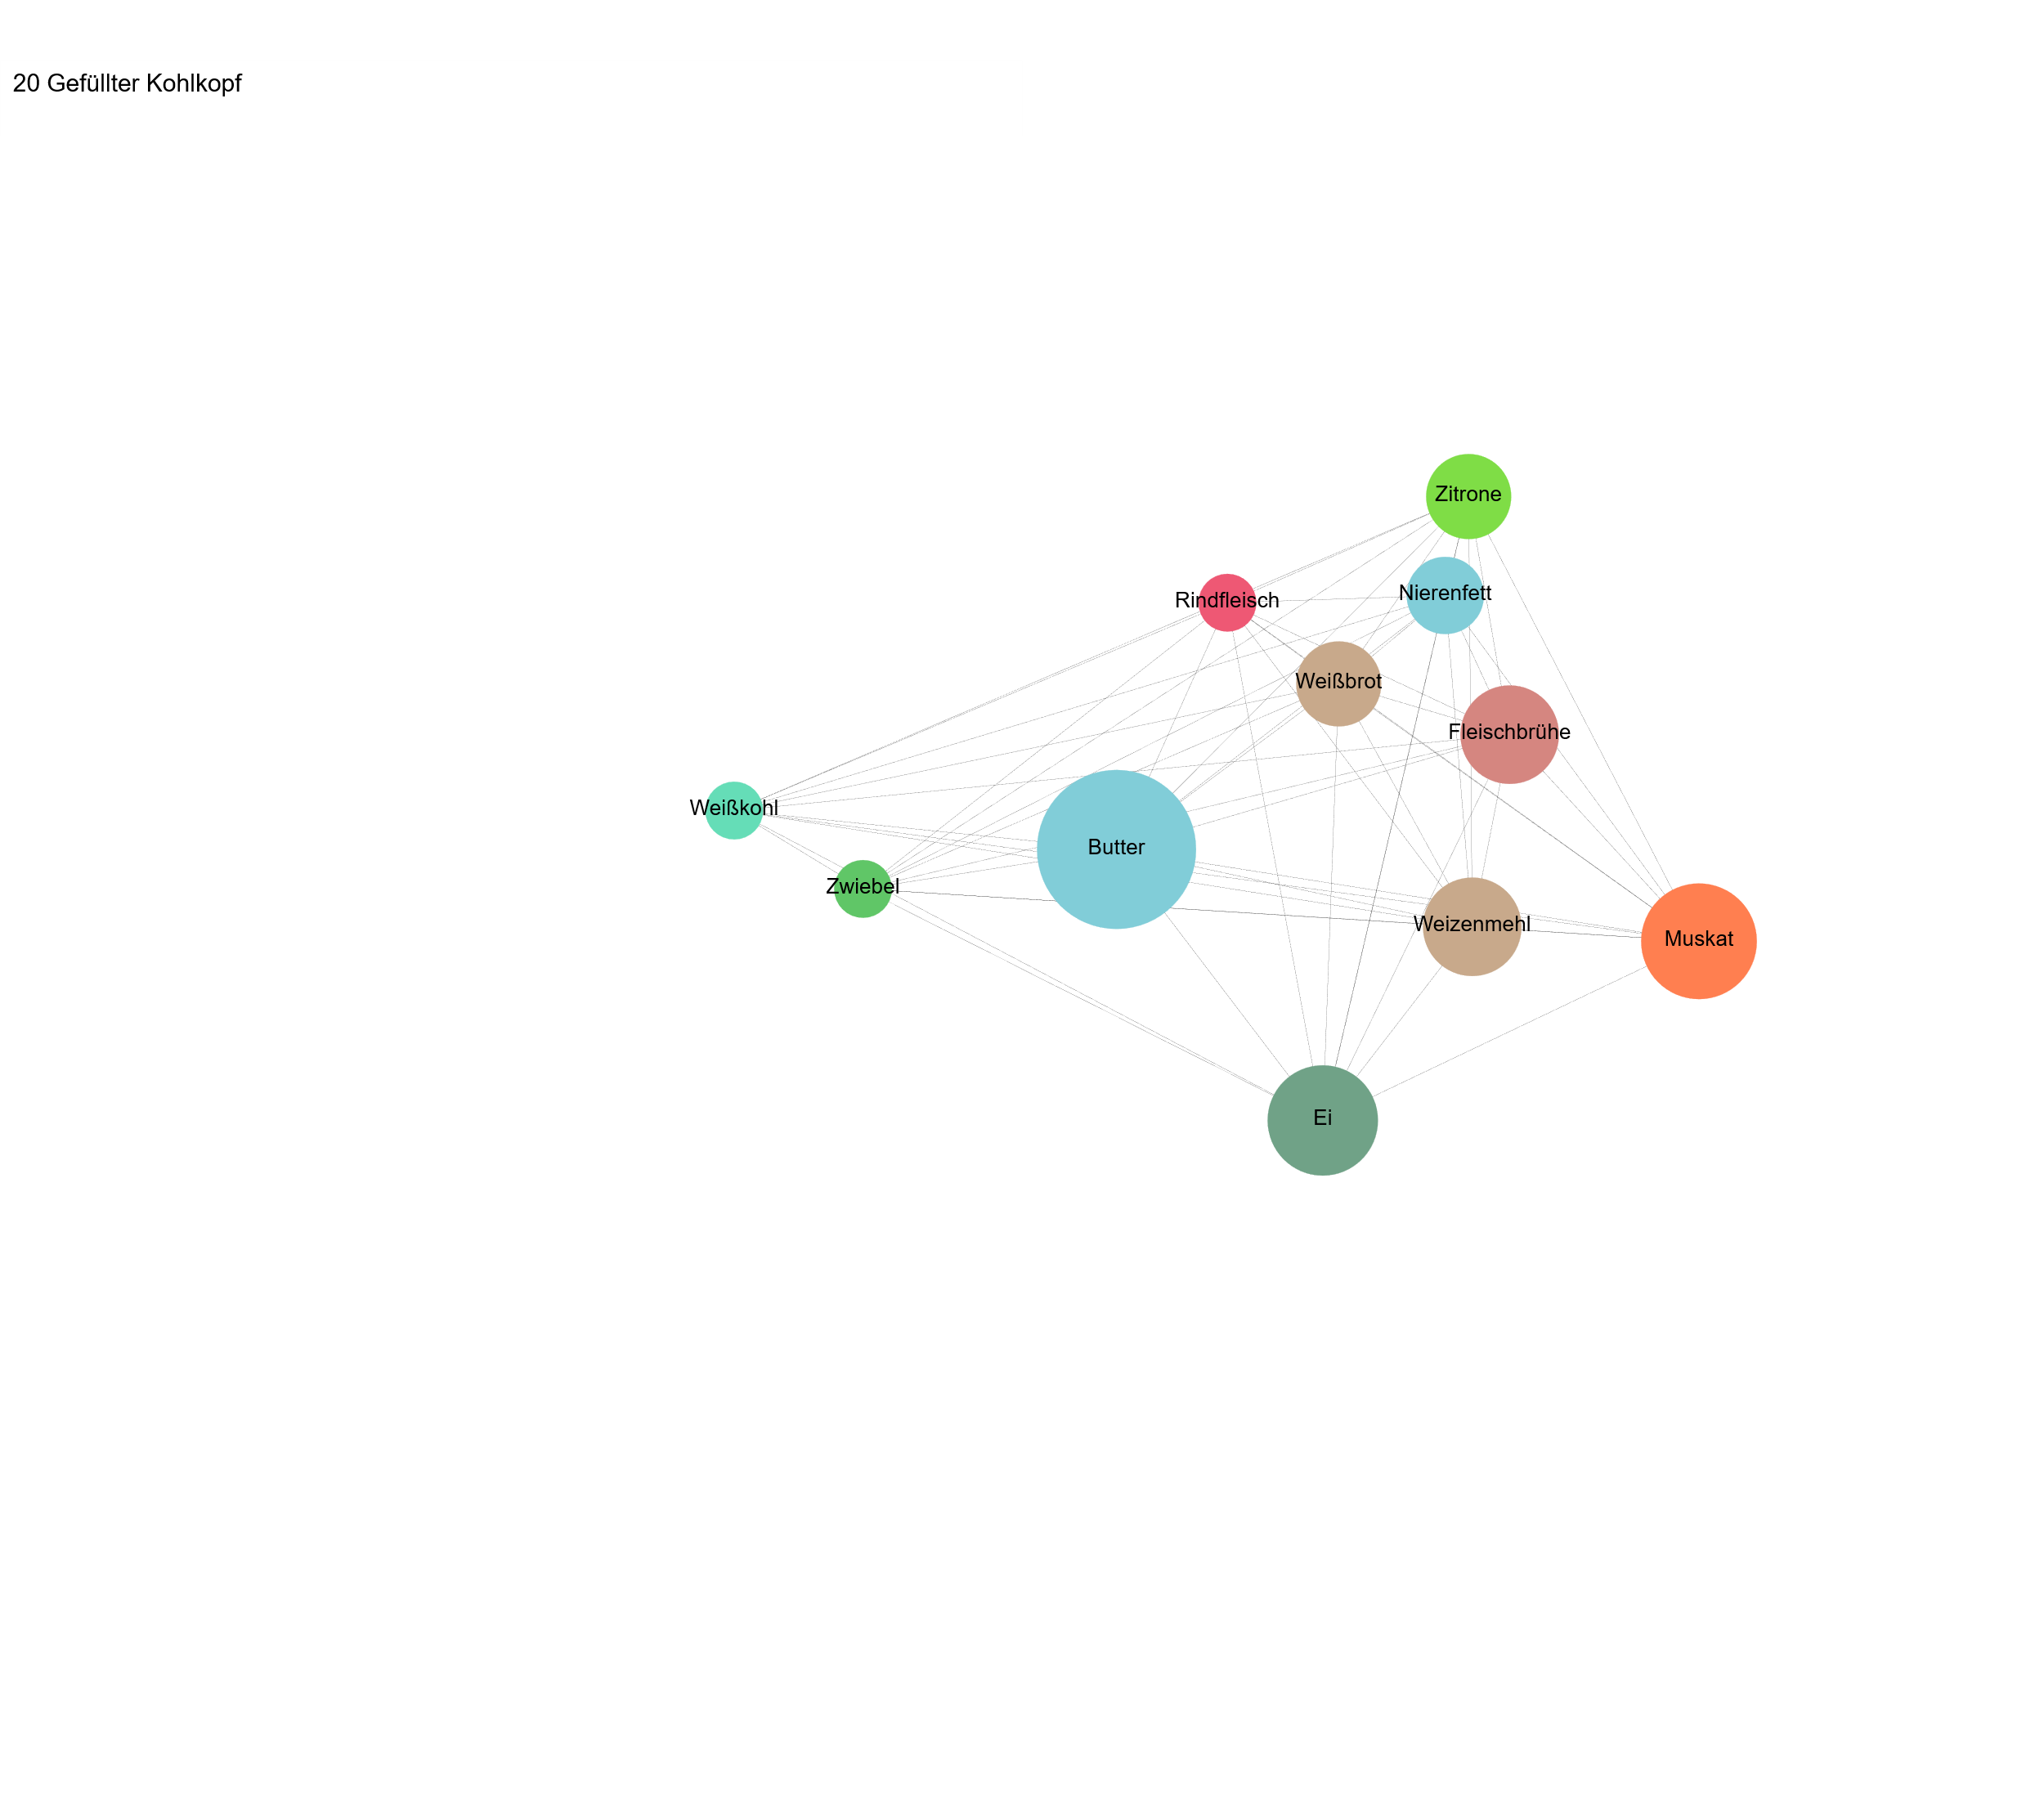 20 Gefüllter Kohlkopf
Zitrone
Nierenfett
Rindfleisch
Weißbrot
Fleischbrühe
Weißkohl
Butter
Zwiebel
Weizenmehl
Muskat
Ei